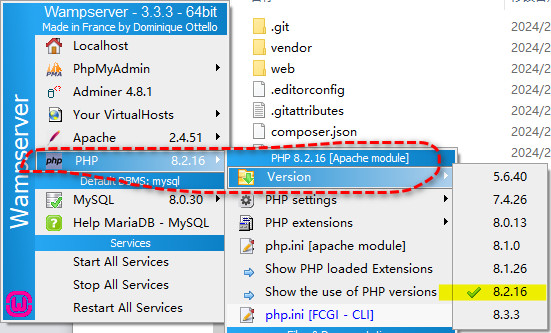 Wampserver - 3.3.3 - 64bit
Made in France by Dominique Ottello
Wampserver
Localhost
PhpMyAdmin
Adminer 4.8.1
Your VirtualHosts
Apache 2.4.51
php PHP 8.2.16
Default DBMS: mysql
MySQL 8.0.30
Help MariaDB - MySQL
Services
Start All Services
Stop All Services
Restart All Services
PHP 8.2.16 [Apache module]
Version
PHP settings
PHP extensions
php.ini [apache module]
Show PHP loaded Extensions
Show the use of PHP versions
php.ini [FCGI - CLI]
5.6.40
7.4.26
8.0.13
8.1.0
8.1.26
8.2.16
8.3.3
.git 2024/2
vendor 2024/2
web 2024/2
.editorconfig 2024/2
.gitattributes 2024/2
composer.json 2024/2